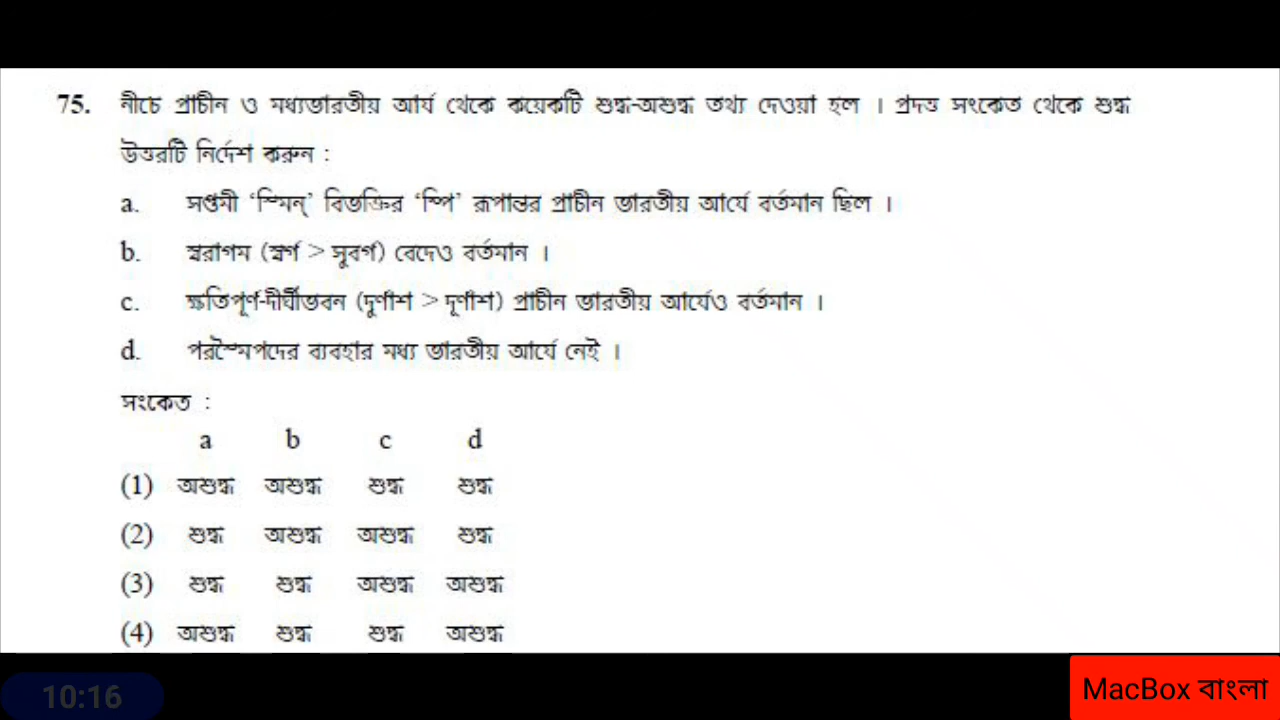 75. নীচে প্রাচীন ও মধ্যভারতীয় আর্য থেকে কয়েকটি শুদ্ধ-অশুদ্ধ তথ্য দেওয়া হল । প্রদত্ত সংকেত থেকে শুদ্ধ
উত্তরটি নির্দেশ করুন :
a. সপ্তমী ‘স্মিন্’ বিভক্তির ‘স্পি’ রূপান্তর প্রাচীন ভারতীয় আর্যে বর্তমান ছিল ।
b. স্বরাগম (স্বর্গ > সুবর্গ) বেদেও বর্তমান ।
c. ক্ষতিপূর্ণ-দীর্ঘীভবন (দুর্ণাশ > দূণাশ) প্রাচীন ভারতীয় আর্যেও বর্তমান ।
d. পরস্মৈপদের ব্যবহার মধ্য ভারতীয় আর্যে নেই ।
সংকেত :
a b c d
(1) অশুদ্ধ অশুদ্ধ শুদ্ধ শুদ্ধ
(2) শুদ্ধ অশুদ্ধ অশুদ্ধ শুদ্ধ
(3) শুদ্ধ শুদ্ধ অশুদ্ধ অশুদ্ধ
(4) অশুদ্ধ শুদ্ধ শুদ্ধ অশুদ্ধ
10:16
MacBox বাংলা